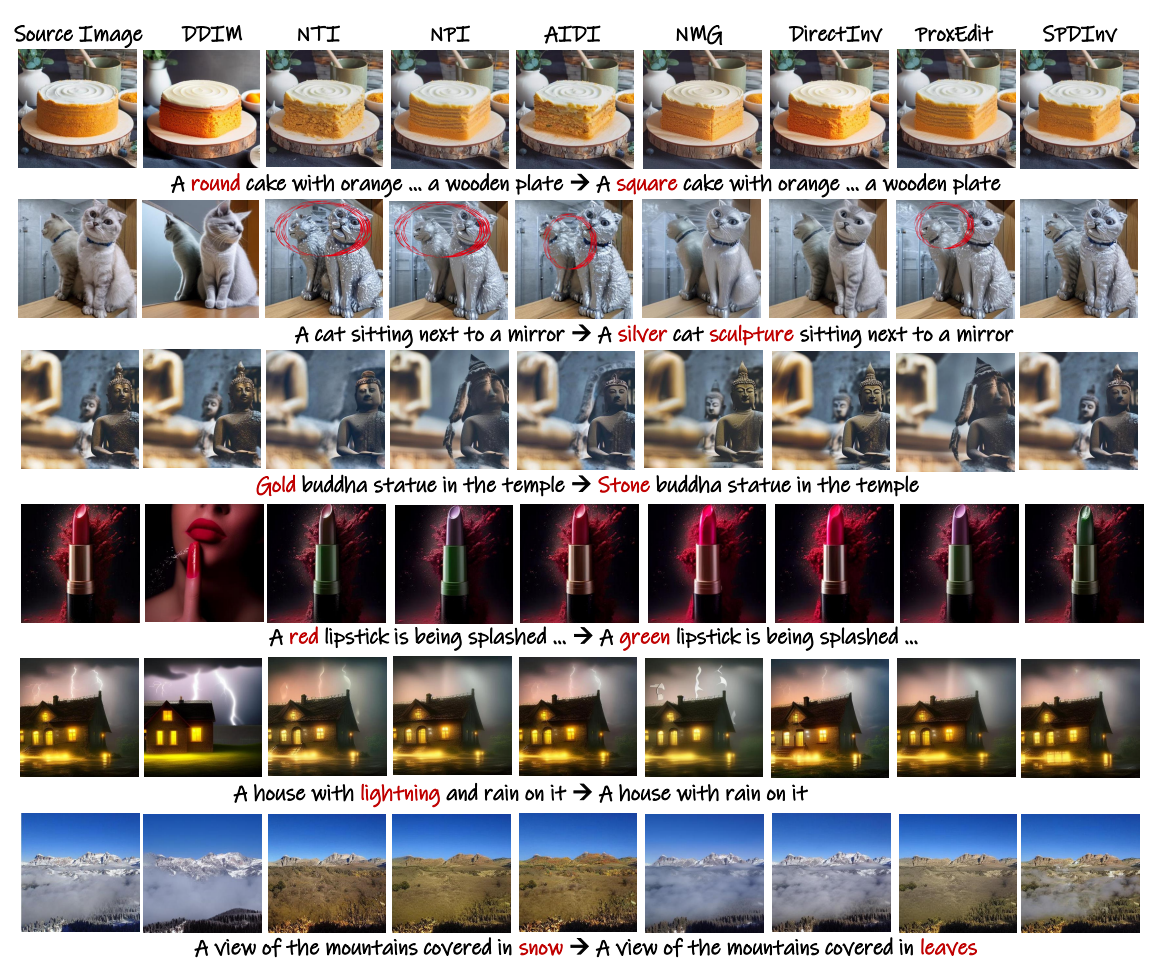 Source Image DDIM NTI NPI AIDI NMG DirectInv ProxEdit SPDInv
A round cake with orange ... a wooden plate → A square cake with orange ... a wooden plate
A cat sitting next to a mirror → A silver cat sculpture sitting next to a mirror
Gold buddha statue in the temple → Stone buddha statue in the temple
A red lipstick is being splashed ... → A green lipstick is being splashed ...
A house with lightning and rain on it → A house with rain on it
A view of the mountains covered in snow → A view of the mountains covered in leaves